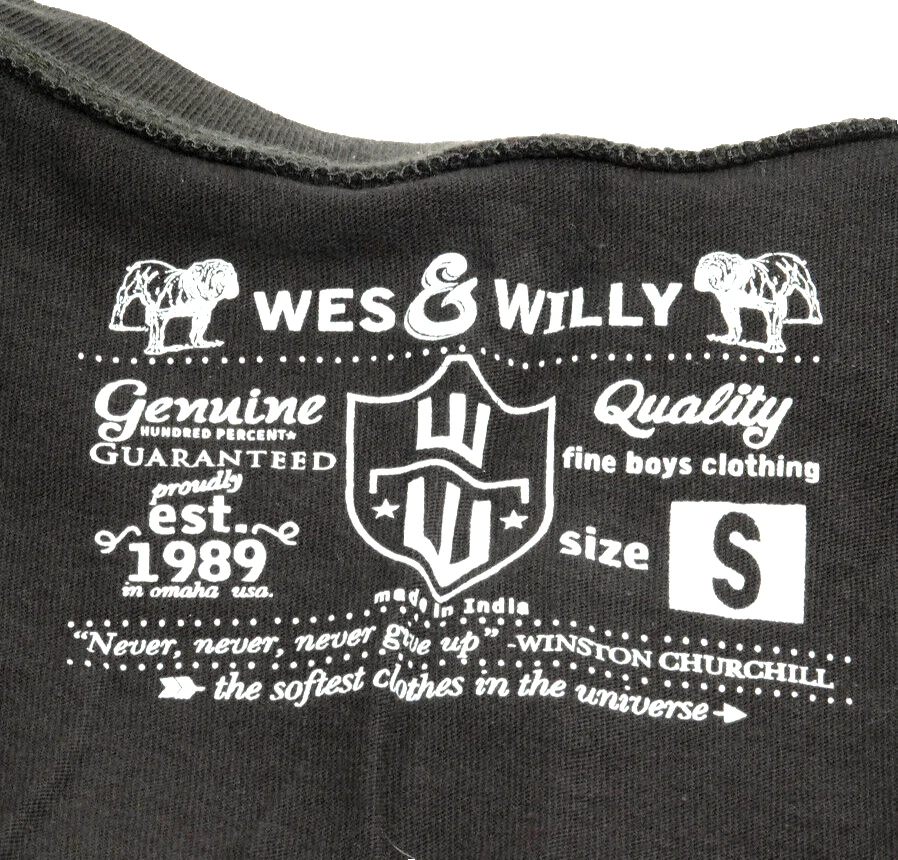 WES & WILLY
Genuine
HUNDRED PERCENT★
GUARANTEED
proudly
est.
1989
in omaha usa.
W
W
made in India
Quality
fine boys clothing
size S
“Never, never, never give up” -WINSTON CHURCHILL
the softest clothes in the universe